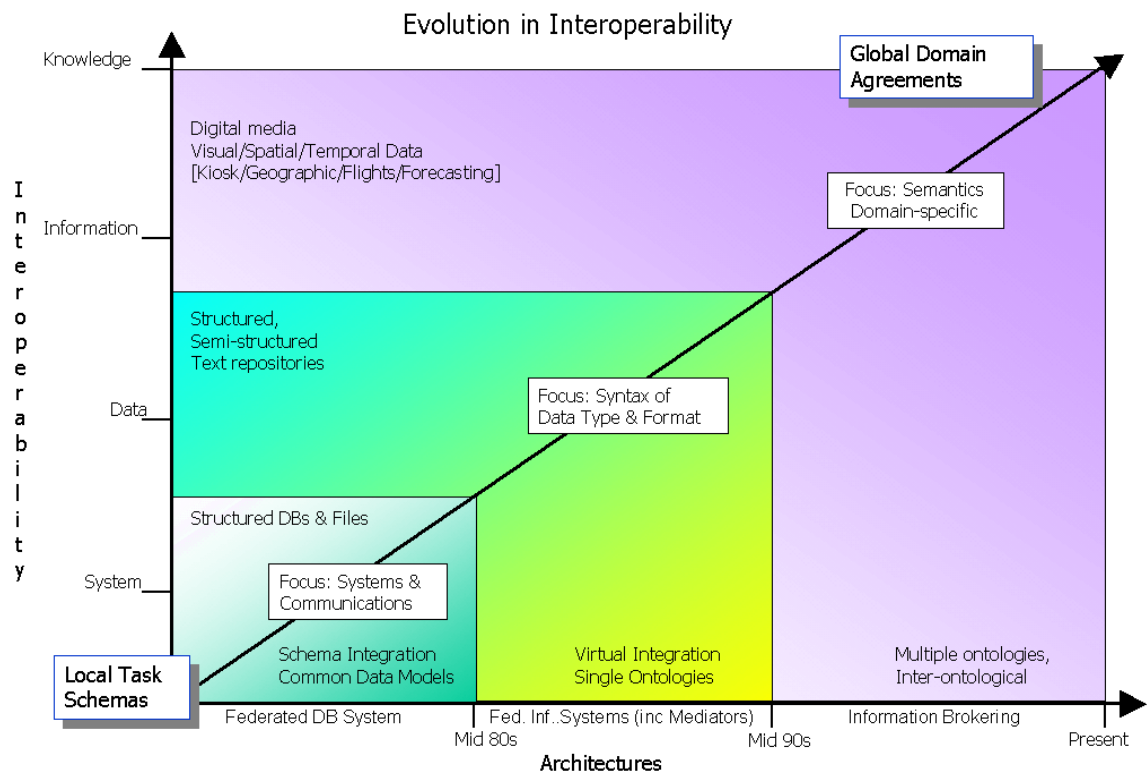 Evolution in Interoperability
Knowledge
Global Domain
Agreements
Digital media
Visual/Spatial/Temporal Data
[Kiosk/Geographic/Flights/Forecasting]
Focus: Semantics
Domain-specific
Interoperability
Information
Structured,
Semi-structured
Text repositories
Focus: Syntax of
Data Type & Format
Data
Structured DBs & Files
System
Focus: Systems &
Communications
Schema Integration
Common Data Models
Virtual Integration
Single Ontologies
Multiple ontologies,
Inter-ontological
Local Task
Schemas
Federated DB System
Fed. Inf..Systems (inc Mediators)
Information Brokering
Mid 80s
Mid 90s
Present
Architectures